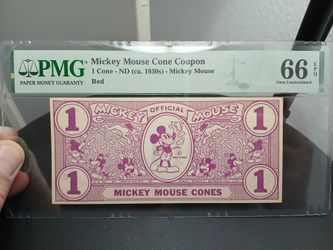 PMG
PAPER MONEY GUARANTY
Mickey Mouse Cone Coupon
1 Cone - ND (ca. 1930s) - Mickey Mouse
Red
66 EPQ
Gem Uncirculated
1 MICKEY OFFICIAL MOUSE 1
1 1
MICKEY MOUSE CONES